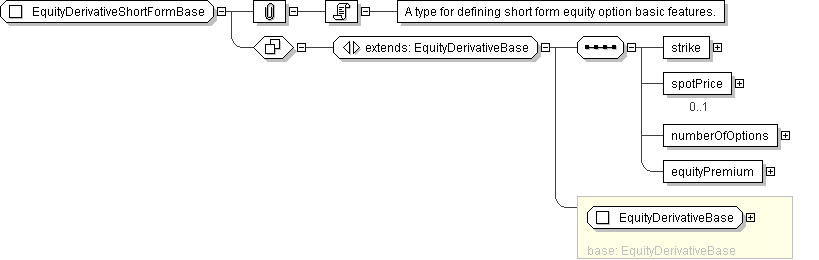 EquityDerivativeShortFormBase
A type for defining short form equity option basic features.
extends: EquityDerivativeBase
strike
spotPrice
0..1
numberOfOptions
equityPremium
EquityDerivativeBase
base: EquityDerivativeBase